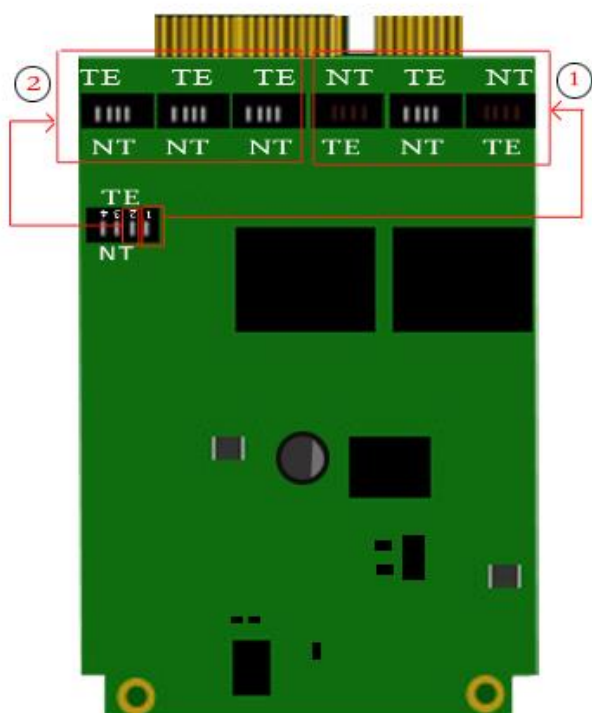 ② TE TE TE NT TE NT ①
NT NT NT TE NT TE
TE
4 3 2 1
NT